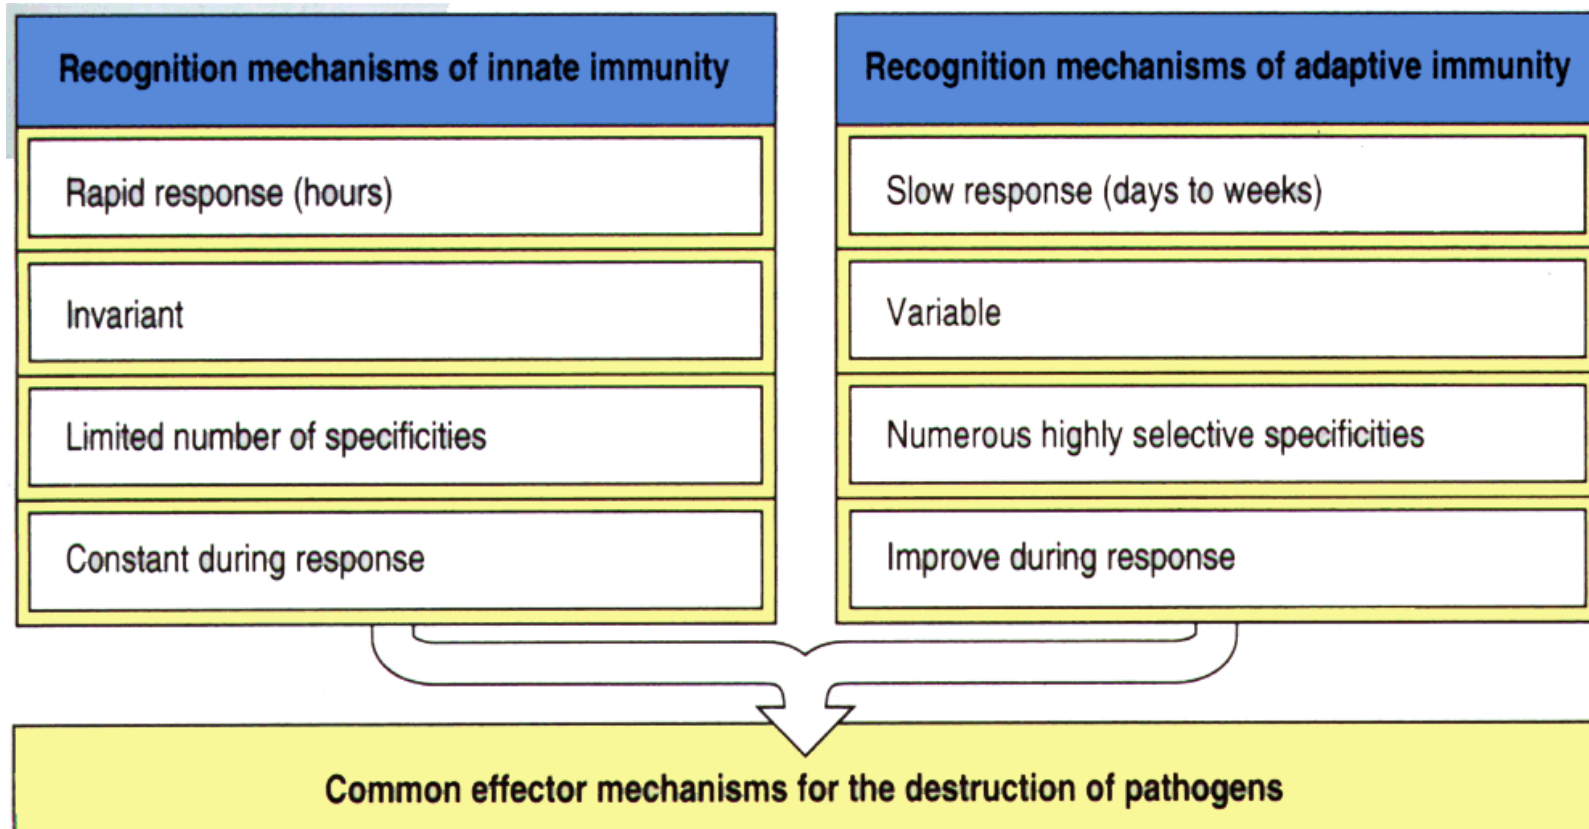 Recognition mechanisms of innate immunity
Rapid response (hours)
Invariant
Limited number of specificities
Constant during response
Recognition mechanisms of adaptive immunity
Slow response (days to weeks)
Variable
Numerous highly selective specificities
Improve during response
Common effector mechanisms for the destruction of pathogens